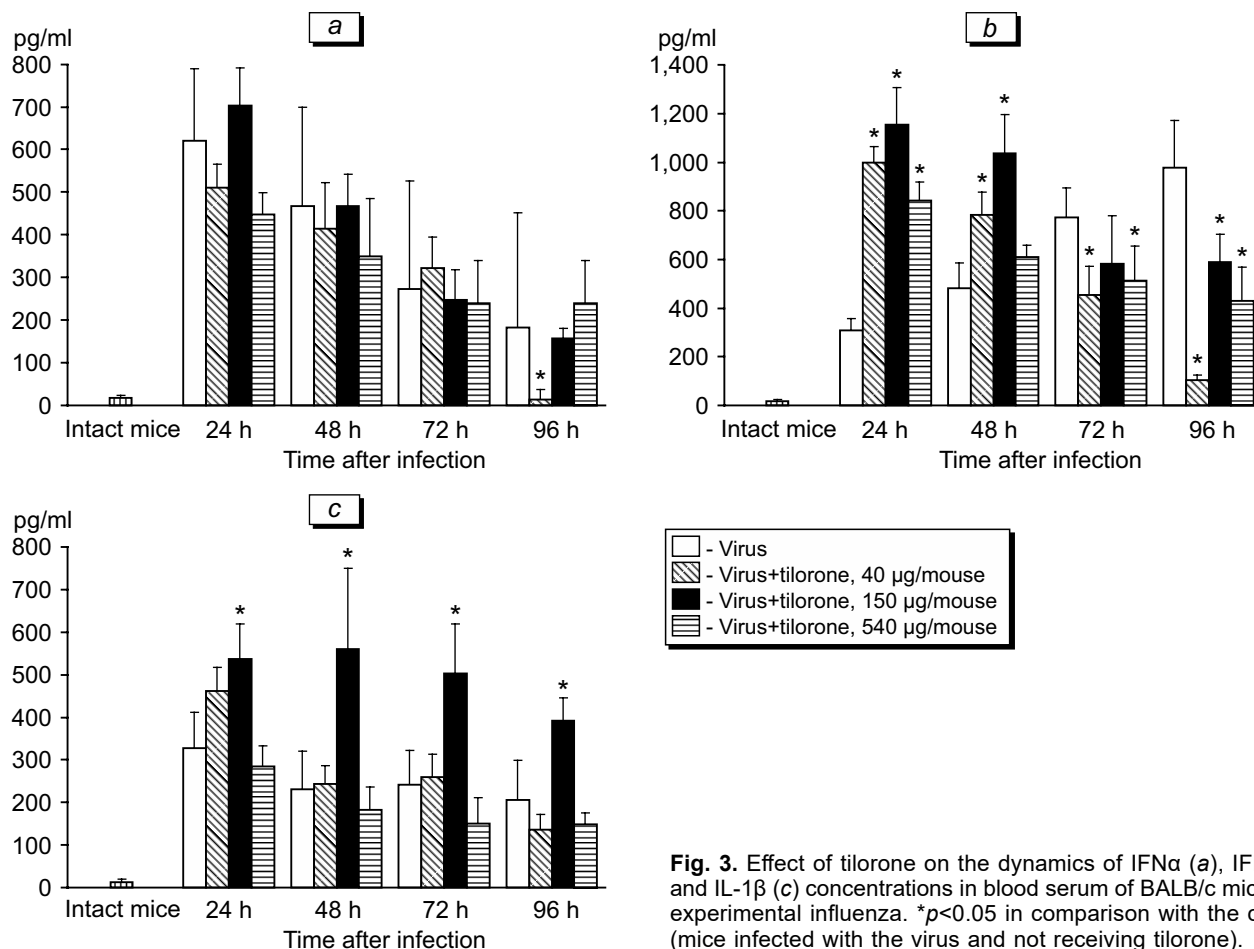 a
pg/ml
800
700
600
500
400
300
200
100
0
*
Intact mice 24 h 48 h 72 h 96 h
Time after infection
b
pg/ml
1,400
1,200
1,000
800
600
400
200
0
* * *
* *
* *
* * *
Intact mice 24 h 48 h 72 h 96 h
Time after infection
c
pg/ml
800
700
600
500
400
300
200
100
0
* * * *
Intact mice 24 h 48 h 72 h 96 h
Time after infection
- Virus
- Virus+tilorone, 40 µg/mouse
- Virus+tilorone, 150 µg/mouse
- Virus+tilorone, 540 µg/mouse
Fig. 3. Effect of tilorone on the dynamics of IFNα (a), IF
and IL-1β (c) concentrations in blood serum of BALB/c
experimental influenza. *p<0.05 in comparison with the
(mice infected with the virus and not receiving tilorone).